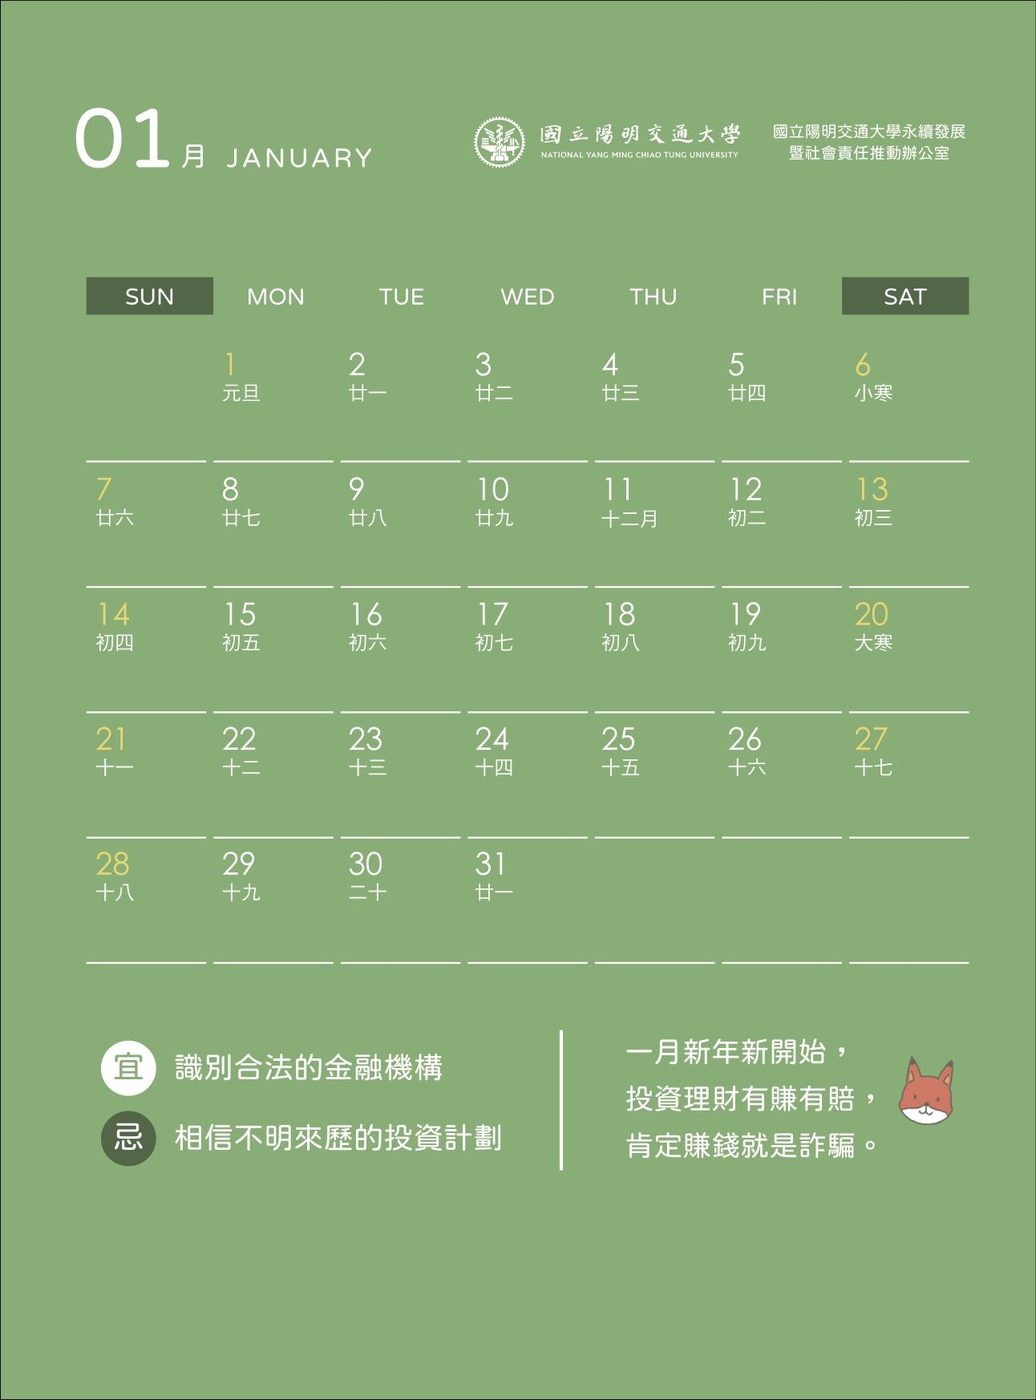 01月 JANUARY
國立陽明交通大學
NATIONAL YANG MING CHIAO TUNG UNIVERSITY
國立陽明交通大學永續發展
暨社會責任推動辦公室
SUN MON TUE WED THU FRI SAT
1 2 3 4 5 6
元旦 廿一 廿二 廿三 廿四 小寒
7 8 9 10 11 12 13
廿六 廿七 廿八 廿九 十二月 初二 初三
14 15 16 17 18 19 20
初四 初五 初六 初七 初八 初九 大寒
21 22 23 24 25 26 27
十一 十二 十三 十四 十五 十六 十七
28 29 30 31
十八 十九 二十 廿一
宜 識別合法的金融機構
忌 相信不明來歷的投資計劃
一月新年新開始，
投資理財有賺有賠，
肯定賺錢就是詐騙。